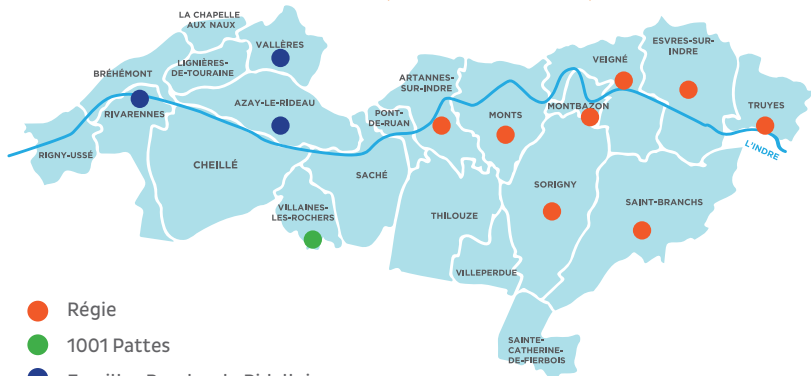 LA CHAPELLE
AUX NAUX
VALLÈRES
LIGNIÈRES-
DE-TOURAINE
BRÉHÉMONT
RIVARENNES
AZAY-LE-RIDEAU
RIGNY-USSÉ
CHEILLÉ
VILLAINES-
LES-ROCHERS
SACHÉ
PONT-
DE-RUAN
ARTANNES-
SUR-INDRE
MONTS
THILOUZE
VILLEPERDUE
SORIGNY
MONTBAZON
VEIGNÉ
ESVRES-SUR-
INDRE
TRUYES
L'INDRE
SAINT-BRANCHS
SAINTE-
CATHERINE-
DE-FIERBOIS
Régie
1001 Pattes